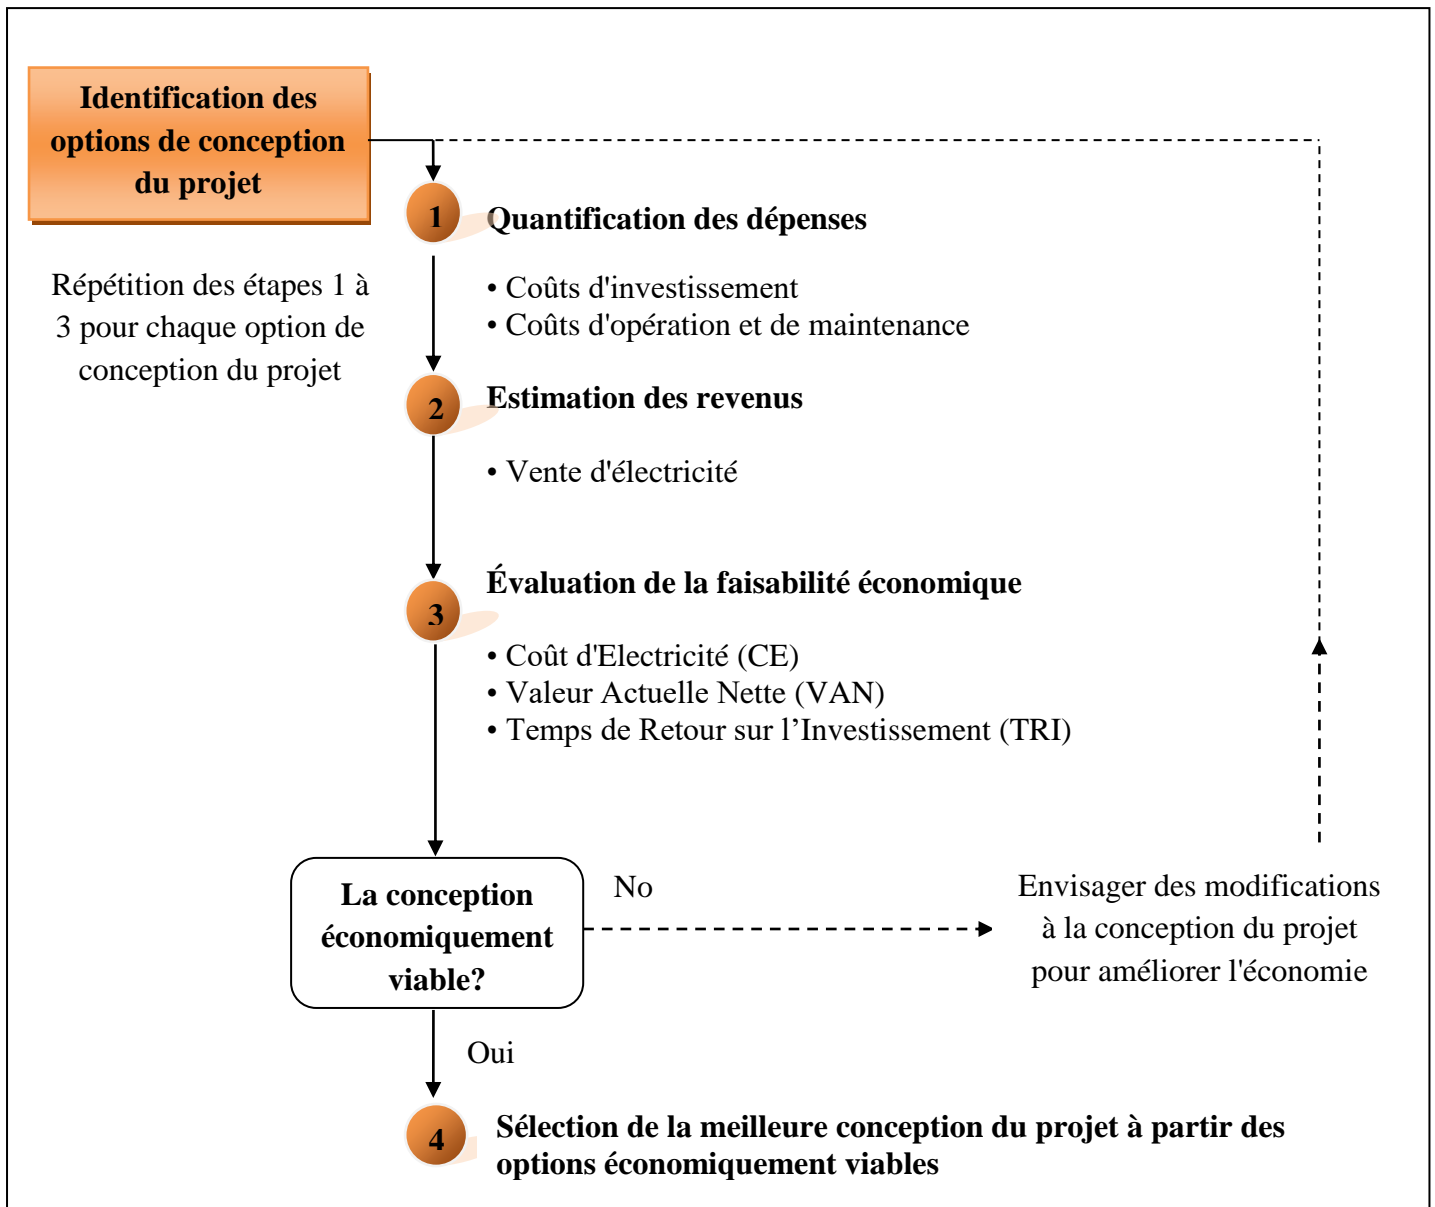 Identification des
options de conception
du projet
1
Quantification des dépenses
Répétition des étapes 1 à
3 pour chaque option de
conception du projet
• Coûts d'investissement
• Coûts d'opération et de maintenance
2
Estimation des revenus
• Vente d'électricité
3
Évaluation de la faisabilité économique
• Coût d'Electricité (CE)
• Valeur Actuelle Nette (VAN)
• Temps de Retour sur l’Investissement (TRI)
La conception
économiquement
viable?
No
Envisager des modifications
à la conception du projet
pour améliorer l'économie
Oui
4
Sélection de la meilleure conception du projet à partir des
options économiquement viables